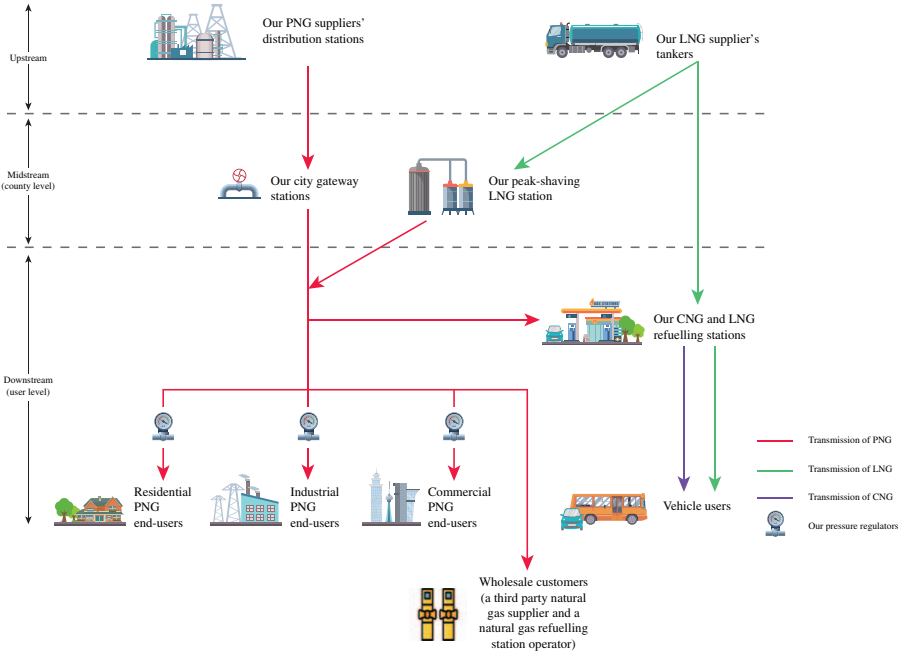 Upstream
Our PNG suppliers'
distribution stations
Our LNG supplier's
tankers
Midstream
(county level)
Our city gateway
stations
Our peak-shaving
LNG station
Downstream
(user level)
GAS STATIONS
Our CNG and LNG
refuelling stations
Residential
PNG
end-users
Industrial
PNG
end-users
Commercial
PNG
end-users
Vehicle users
Wholesale customers
(a third party natural
gas supplier and a
natural gas refuelling
station operator)
Transmission of PNG
Transmission of LNG
Transmission of CNG
Our pressure regulators